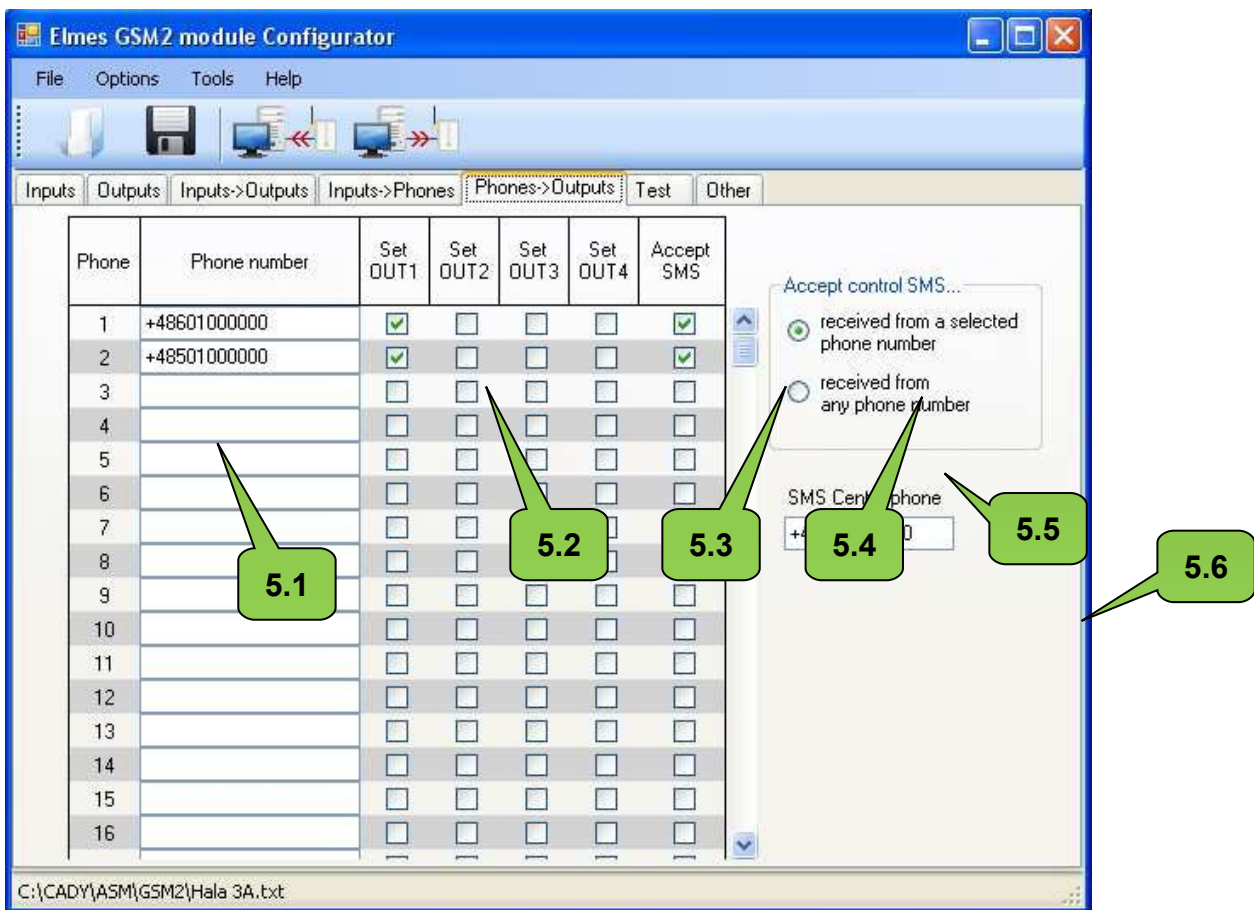 Elmes GSM2 module Configurator
File Options Tools Help
Inputs Outputs Inputs->Outputs Inputs->Phones Phones->Outputs Test Other
Phone Phone number Set OUT1 Set OUT2 Set OUT3 Set OUT4 Accept SMS
1 +48601000000
2 +48501000000
3
4
5
6
7
8
9
10
11
12
13
14
15
16
Accept control SMS...
received from a selected
phone number
received from
any phone number
SMS phone
5.1
5.2
5.3
5.4
5.5
5.6
C:\CADY\ASM\GSM2\Hala 3A.txt